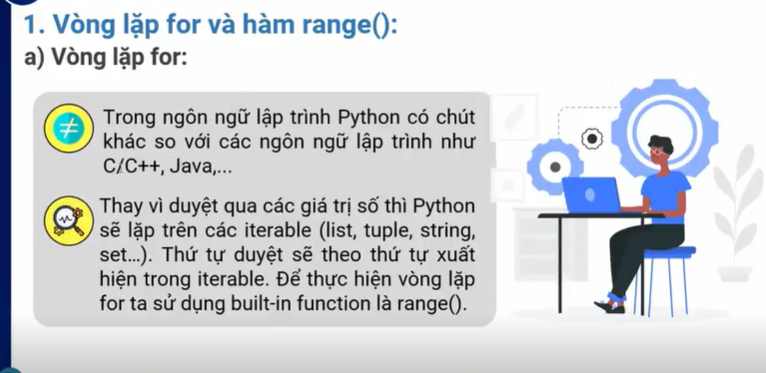 1. Vòng lặp for và hàm range():
a) Vòng lặp for:
Trong ngôn ngữ lập trình Python có chút
khác so với các ngôn ngữ lập trình như
C/C++, Java,...
Thay vì duyệt qua các giá trị số thì Python
sẽ lặp trên các iterable (list, tuple, string,
set...). Thứ tự duyệt sẽ theo thứ tự xuất
hiện trong iterable. Để thực hiện vòng lặp
for ta sử dụng built-in function là range().